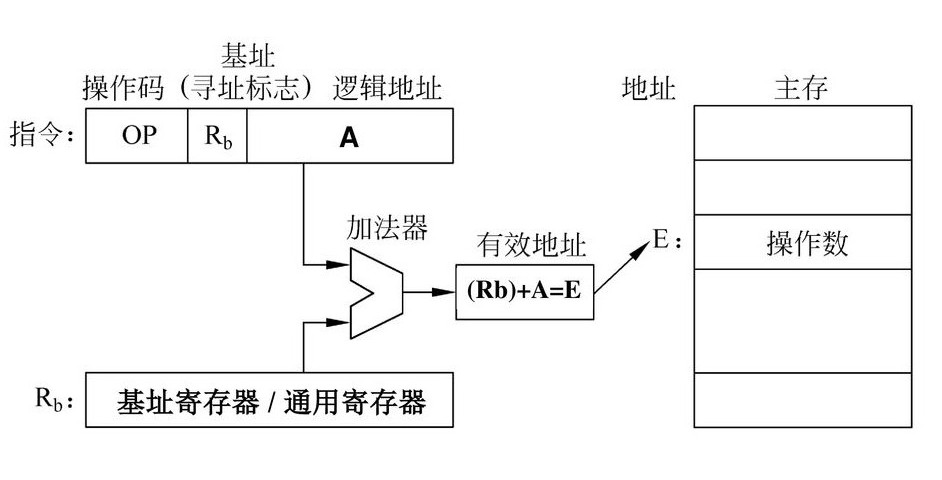 基址
操作码（寻址标志）逻辑地址
指令： OP Rb A
地址 主存
加法器
有效地址
(Rb)+A=E
E： 操作数
Rb： 基址寄存器 / 通用寄存器